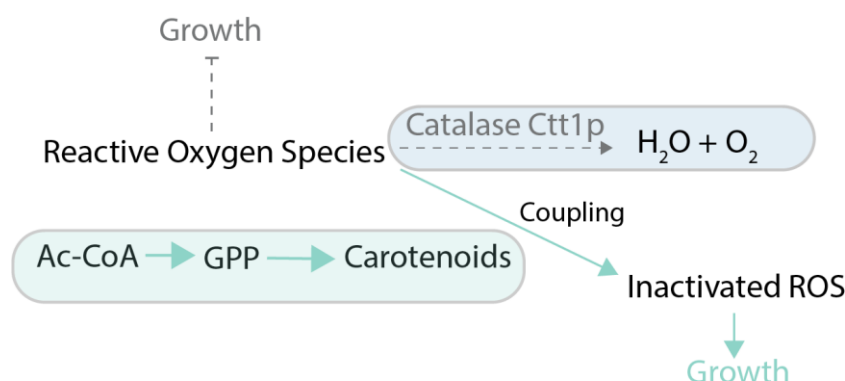 Growth
Catalase Ctt1p
Reactive Oxygen Species
H₂O + O₂
Coupling
Ac-CoA GPP Carotenoids
Inactivated ROS
Growth